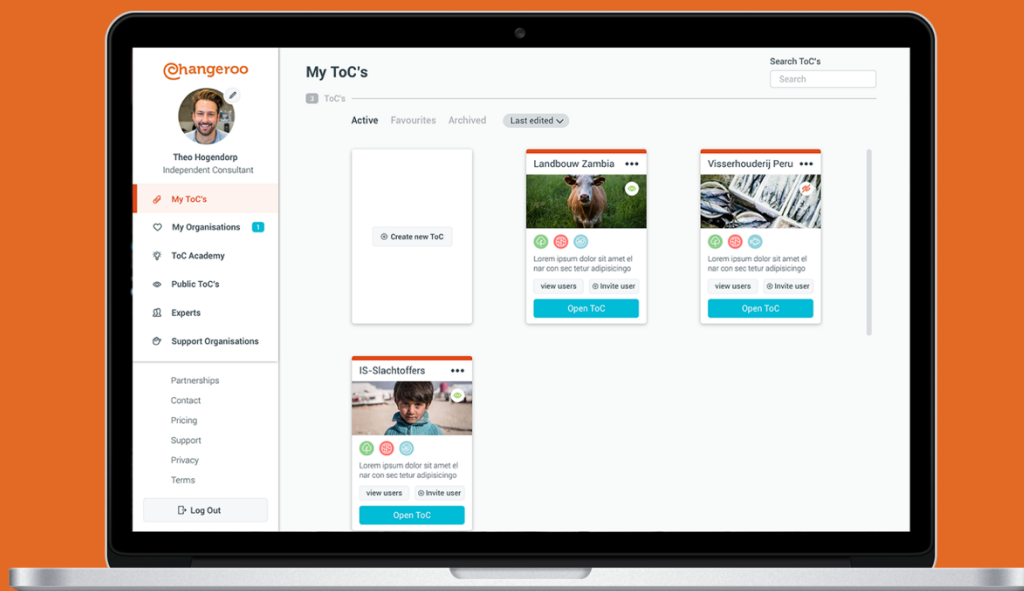 Changeroo
Theo Hogendorp
Independent Consultant
My ToC's
My Organisations 1
ToC Academy
Public ToC's
Experts
Support Organisations
Partnerships
Contact
Pricing
Support
Privacy
Terms
Log Out
My ToC's
Search ToC's
Search
3 ToC's
Active Favourites Archived Last edited
Create new ToC
Landbouw Zambia
Lorem ipsum dolor sit amet el
nar con sec tetur adipisicingo
view users Invite user
Open ToC
Visserhouderij Peru
Lorem ipsum dolor sit amet el
nar con sec tetur adipisicingo
view users Invite user
Open ToC
IS-Slachtoffers
Lorem ipsum dolor sit amet el
nar con sec tetur adipisicingo
view users Invite user
Open ToC